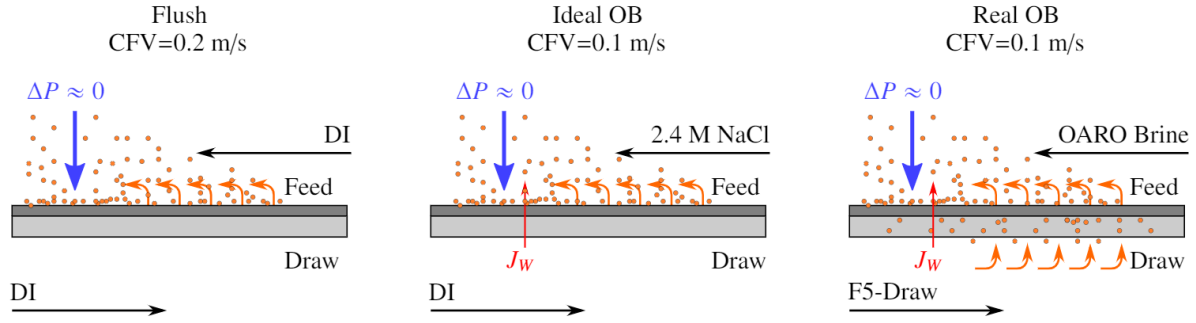 Flush
CFV=0.2 m/s
ΔP ≈ 0
DI
Feed
Draw
DI
Ideal OB
CFV=0.1 m/s
ΔP ≈ 0
2.4 M NaCl
Feed
J_W
Draw
DI
Real OB
CFV=0.1 m/s
ΔP ≈ 0
OARO Brine
Feed
J_W
Draw
F5-Draw